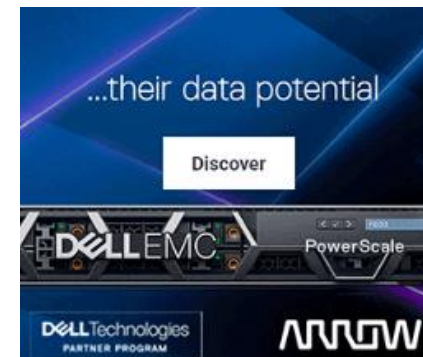 ...their data potential
Discover
DELLEMC
PowerScale
DELLTechnologies
PARTNER PROGRAM
ARROW